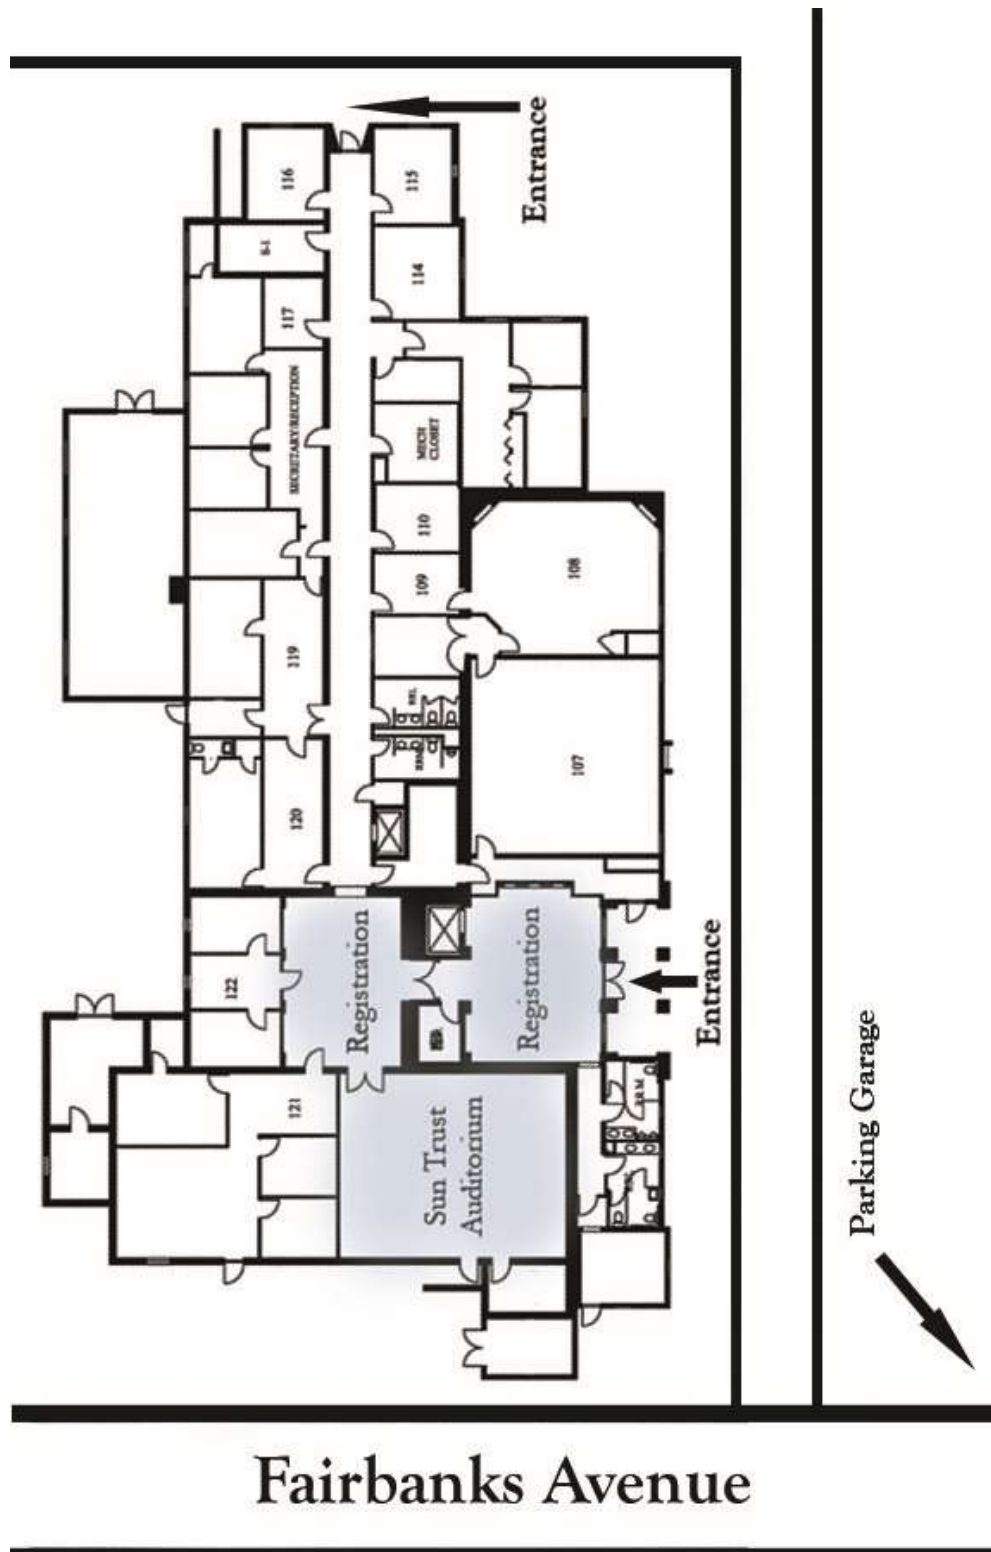 Entrance
116
115
S-1
114
117
SECRETARY/RECEPTION
MECH
CLOSET
110
109
108
119
107
120
Registration
Registration
122
Entrance
121
Sun Trust
Auditorium
Parking Garage
Fairbanks Avenue